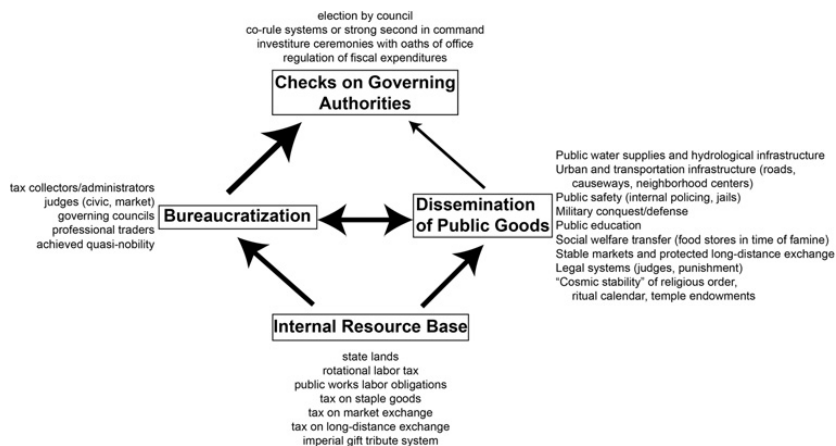 election by council
co-rule systems or strong second in command
investiture ceremonies with oaths of office
regulation of fiscal expenditures
Checks on Governing
Authorities
tax collectors/administrators
judges (civic, market)
governing councils
professional traders
achieved quasi-nobility
Bureaucratization
Dissemination
of Public Goods
Public water supplies and hydrological infrastructure
Urban and transportation infrastructure (roads,
causeways, neighborhood centers)
Public safety (internal policing, jails)
Military conquest/defense
Public education
Social welfare transfer (food stores in time of famine)
Stable markets and protected long-distance exchange
Legal systems (judges, punishment)
“Cosmic stability” of religious order,
ritual calendar, temple endowments
Internal Resource Base
state lands
rotational labor tax
public works labor obligations
tax on staple goods
tax on market exchange
tax on long-distance exchange
imperial gift tribute system